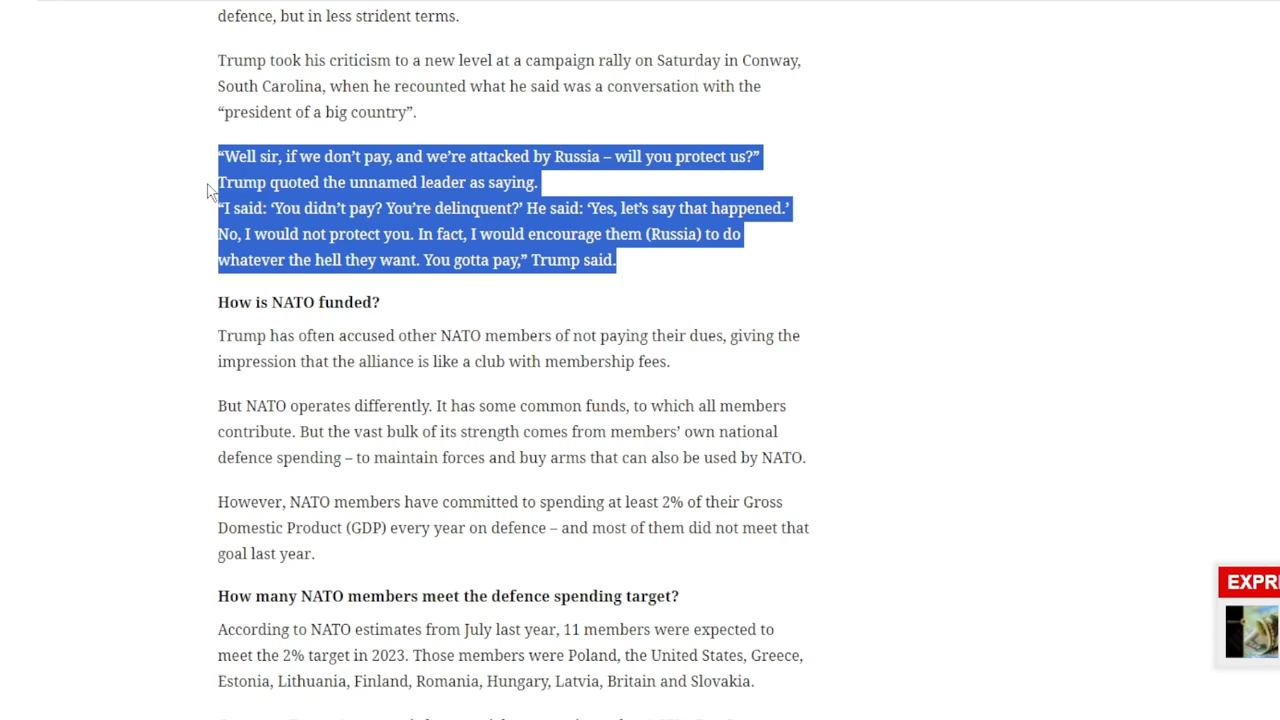 defence, but in less strident terms.
Trump took his criticism to a new level at a campaign rally on Saturday in Conway,
South Carolina, when he recounted what he said was a conversation with the
“president of a big country”.
“Well sir, if we don’t pay, and we’re attacked by Russia – will you protect us?”
Trump quoted the unnamed leader as saying.
“I said: ‘You didn’t pay? You’re delinquent?’ He said: ‘Yes, let’s say that happened.’
No, I would not protect you. In fact, I would encourage them (Russia) to do
whatever the hell they want. You gotta pay,” Trump said.
How is NATO funded?
Trump has often accused other NATO members of not paying their dues, giving the
impression that the alliance is like a club with membership fees.
But NATO operates differently. It has some common funds, to which all members
contribute. But the vast bulk of its strength comes from members’ own national
defence spending – to maintain forces and buy arms that can also be used by NATO.
However, NATO members have committed to spending at least 2% of their Gross
Domestic Product (GDP) every year on defence – and most of them did not meet that
goal last year.
EXPR
How many NATO members meet the defence spending target?
According to NATO estimates from July last year, 11 members were expected to
meet the 2% target in 2023. Those members were Poland, the United States, Greece,
Estonia, Lithuania, Finland, Romania, Hungary, Latvia, Britain and Slovakia.